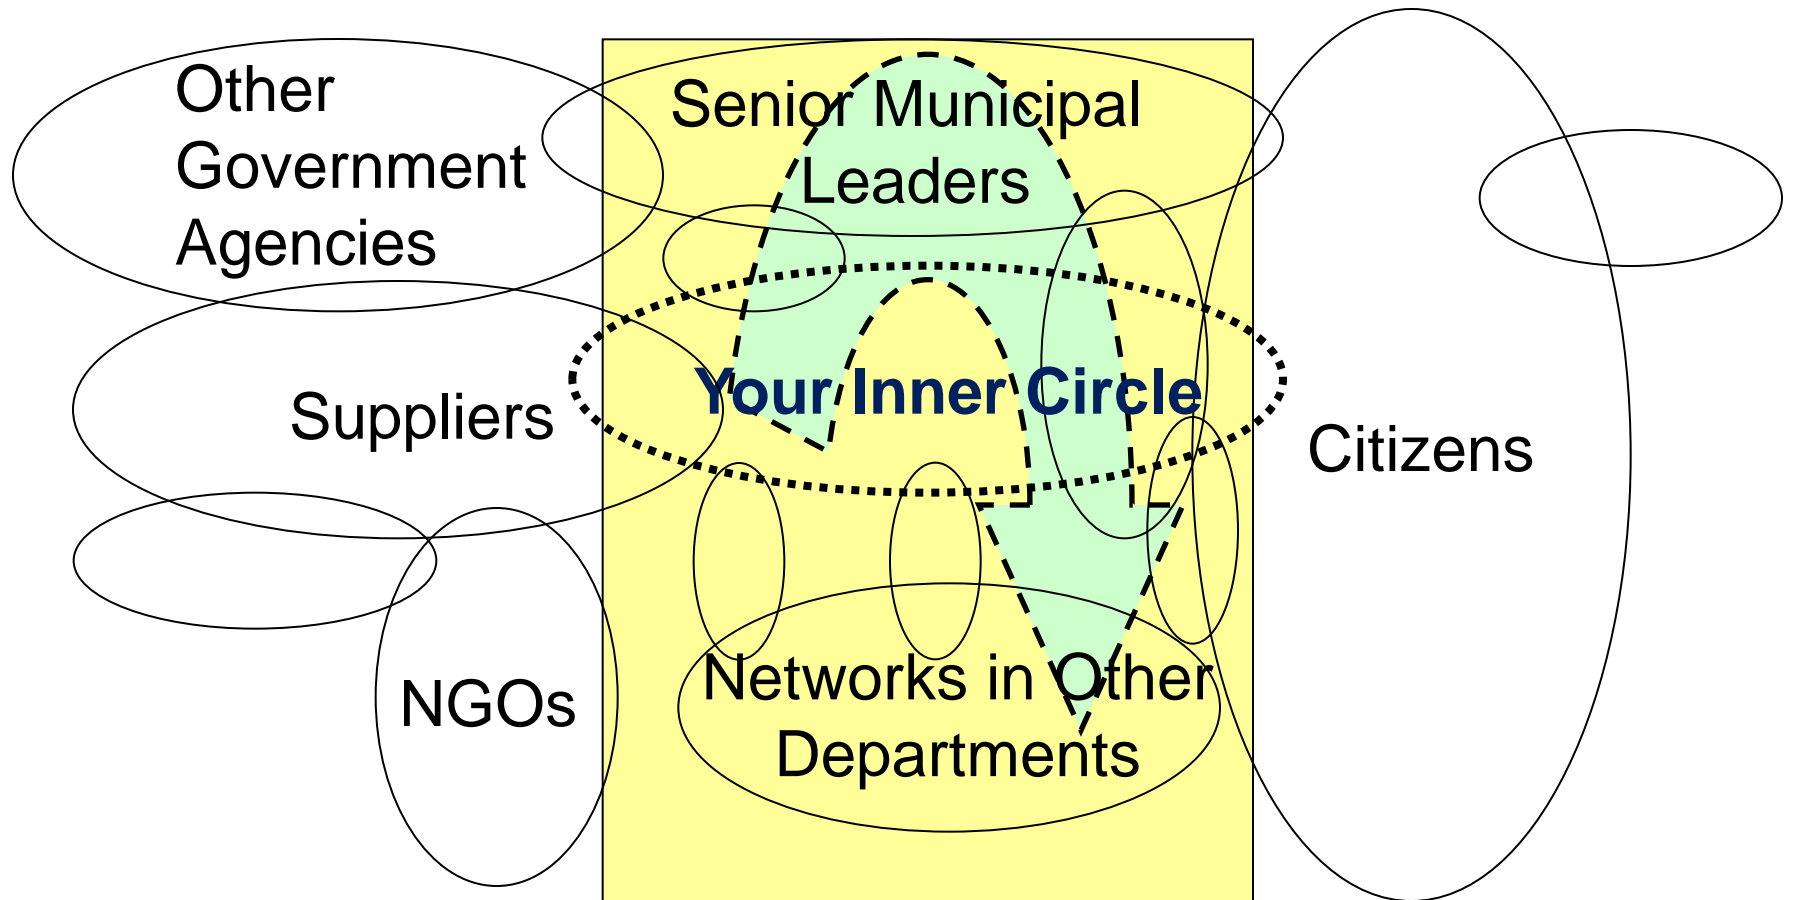 Other
Government
Agencies
Senior Municipal
Leaders
Suppliers
Your Inner Circle
Citizens
NGOs
Networks in Other
Departments